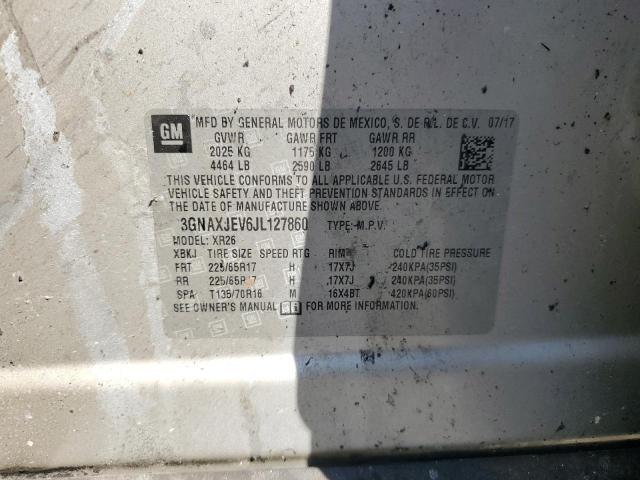 GM
MFD BY GENERAL MOTORS DE MEXICO, S. DE R.L. DE C.V. 07/17
GVWR GAWR FRT GAWR RR
2025 KG 1175 KG 1200 KG
4464 LB 2590 LB 2645 LB
THIS VEHICLE CONFORMS TO ALL APPLICABLE U.S. FEDERAL MOTOR
VEHICLE SAFETY AND THEFT PREVENTION STANDARDS IN EFFECT ON
THE DATE OF MANUFACTURE SHOWN ABOVE.
3GNAXJEV6JL127860 TYPE: M.P.V.
MODEL: XR26
XBKJ TIRE SIZE SPEED RTG RIM COLD TIRE PRESSURE
FRT 225/65R17 H 17X7J 240KPA(35PSI)
RR 225/65R17 H 17X7J 240KPA(35PSI)
SPA T135/70R16 M 16X4BT 420KPA(60PSI)
SEE OWNER'S MANUAL FOR MORE INFORMATION.